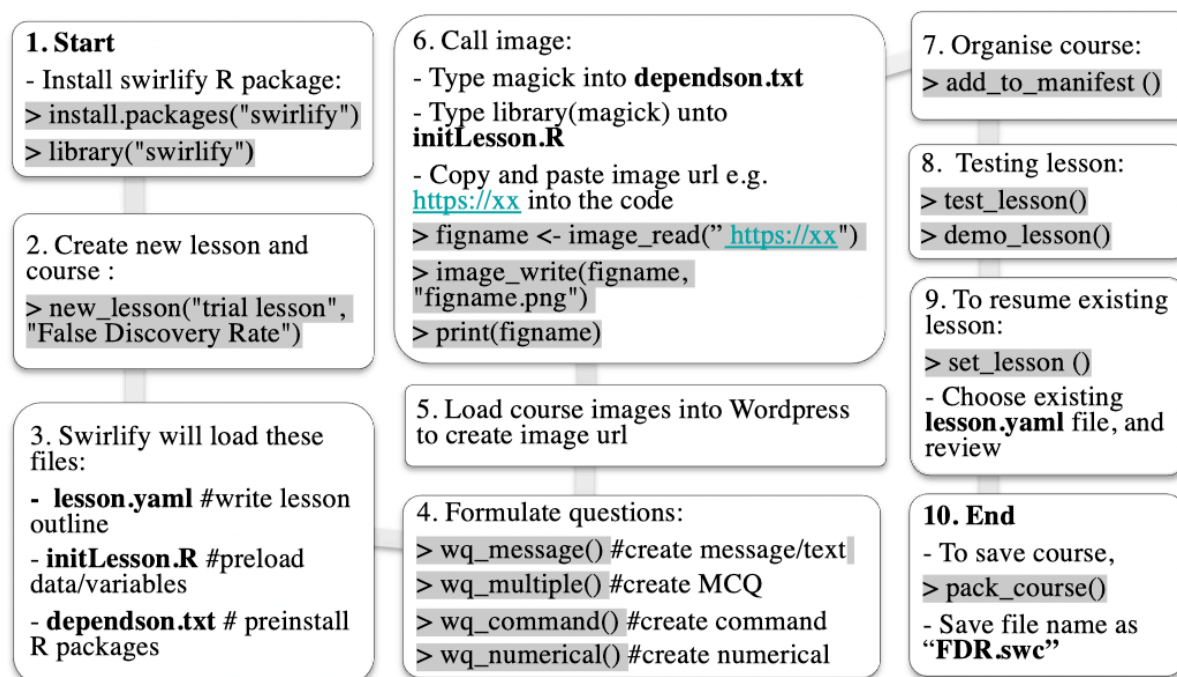 1. Start
- Install swirlify R package:
> install.packages("swirlify")
> library("swirlify")
2. Create new lesson and
course :
> new_lesson("trial lesson",
"False Discovery Rate")
3. Swirlify will load these
files:
- lesson.yaml #write lesson
outline
- initLesson.R #preload
data/variables
- dependson.txt # preinstall
R packages
4. Formulate questions:
> wq_message() #create message/text
> wq_multiple() #create MCQ
> wq_command() #create command
> wq_numerical() #create numerical
5. Load course images into Wordpress
to create image url
6. Call image:
- Type magick into dependson.txt
- Type library(magick) unto
initLesson.R
- Copy and paste image url e.g.
https://xx into the code
> figname <- image_read(” https://xx")
> image_write(figname,
"figname.png")
> print(figname)
7. Organise course:
> add_to_manifest ()
8. Testing lesson:
> test_lesson()
> demo_lesson()
9. To resume existing
lesson:
> set_lesson ()
- Choose existing
lesson.yaml file, and
review
10. End
- To save course,
> pack_course()
- Save file name as
“FDR.swc”